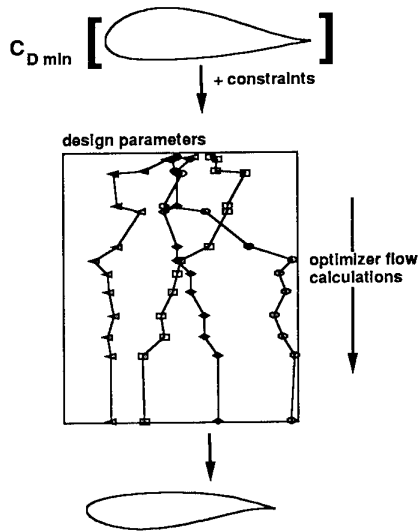 C D min [ ]
+ constraints
design parameters
optimizer flow
calculations